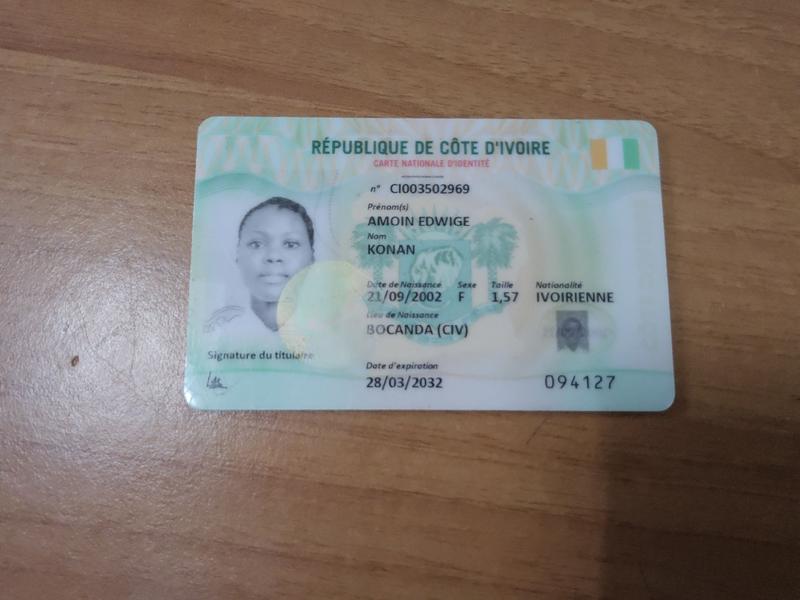 RÉPUBLIQUE DE CÔTE D'IVOIRE
CARTE NATIONALE D'IDENTITÉ
n° CI003502969
Prénom(s)
AMOIN EDWIGE
Nom
KONAN
Date de Naissance Sexe Taille Nationalité
21/09/2002 F 1,57 IVOIRIENNE
Lieu de Naissance
BOCANDA (CIV)
Signature du titulaire
Date d'expiration
28/03/2032
094127